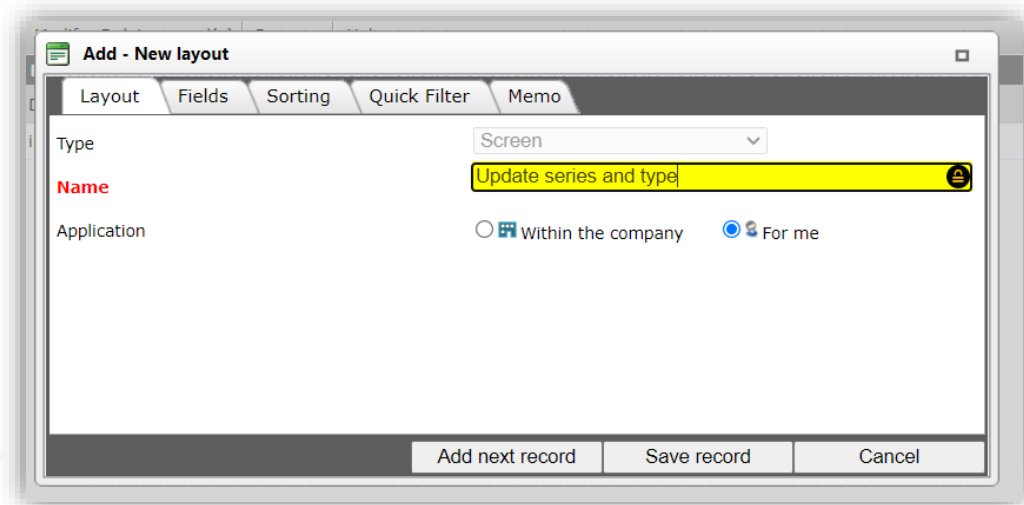 Add - New layout
Layout Fields Sorting Quick Filter Memo
Type Screen
Name Update series and type
Application Within the company For me
Add next record Save record Cancel